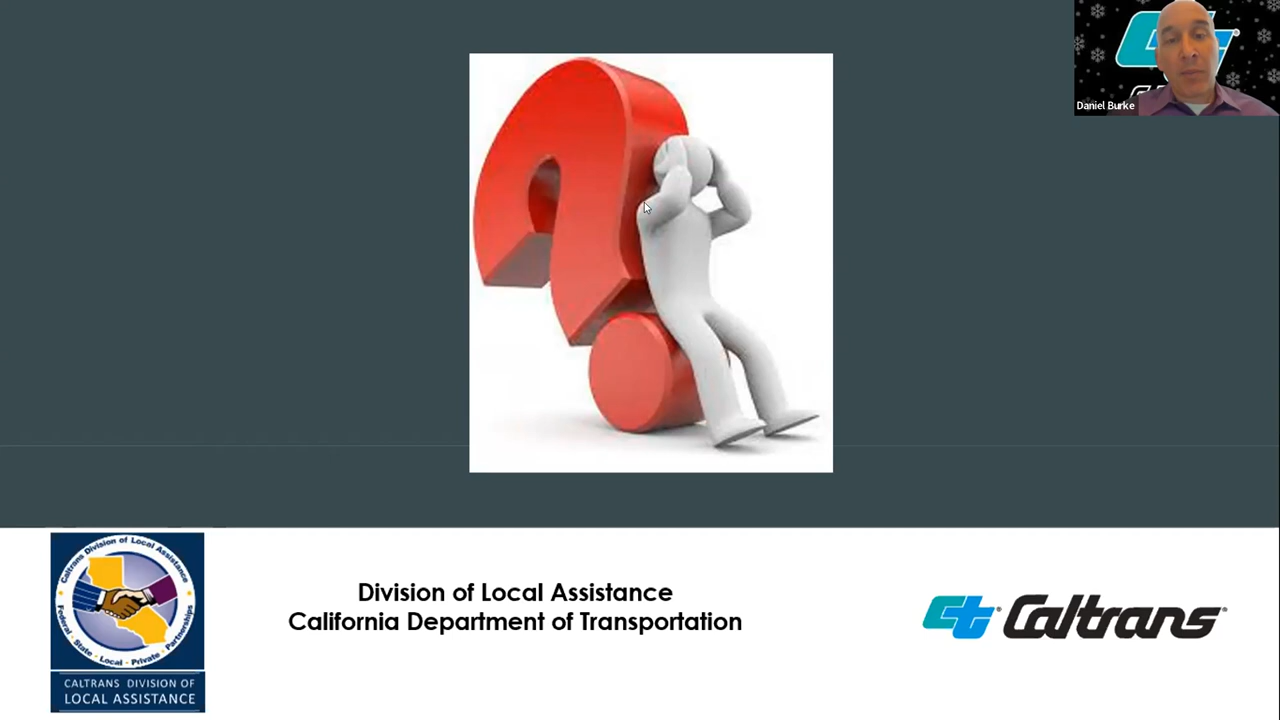 Daniel Burke
Caltrans Division of Local Assistance
Federal - State - Local - Private - Partnerships
CALTRANS DIVISION OF
LOCAL ASSISTANCE
Division of Local Assistance
California Department of Transportation
ct Caltrans